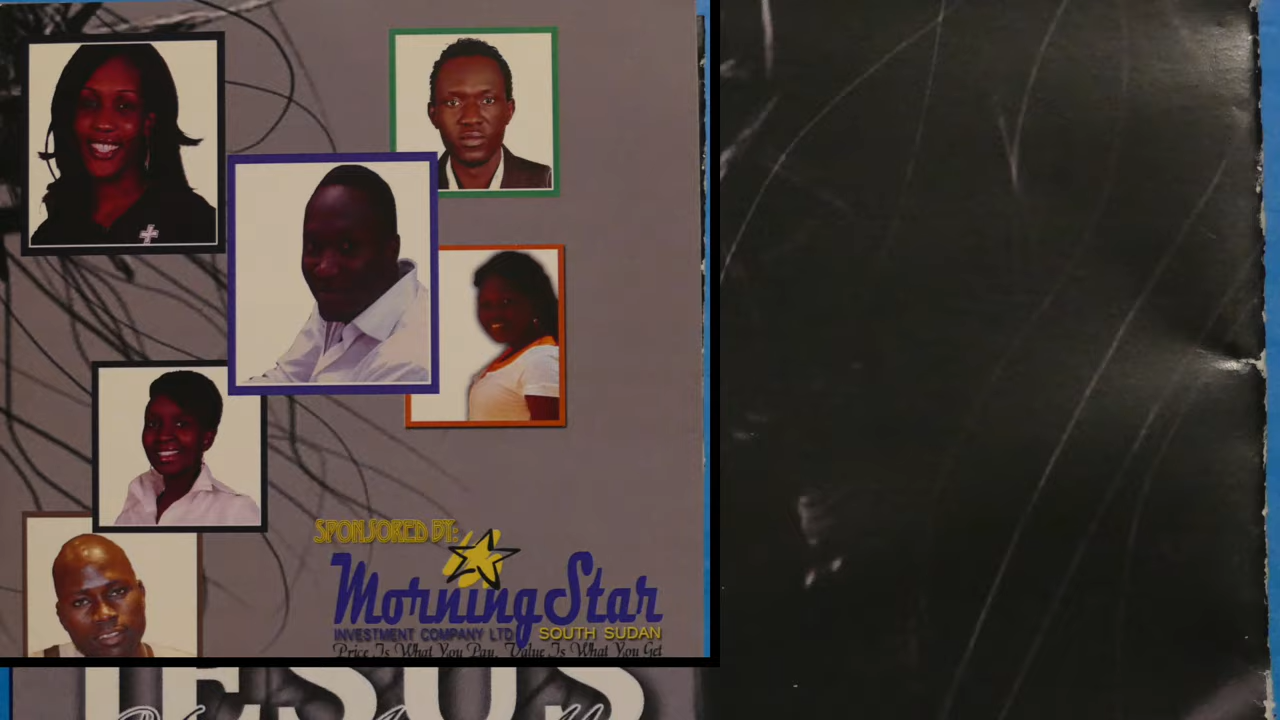 SPONSORED BY:
MorningStar
INVESTMENT COMPANY LTD SOUTH SUDAN
Price Is What You Pay, Value Is What You Get
JESUS